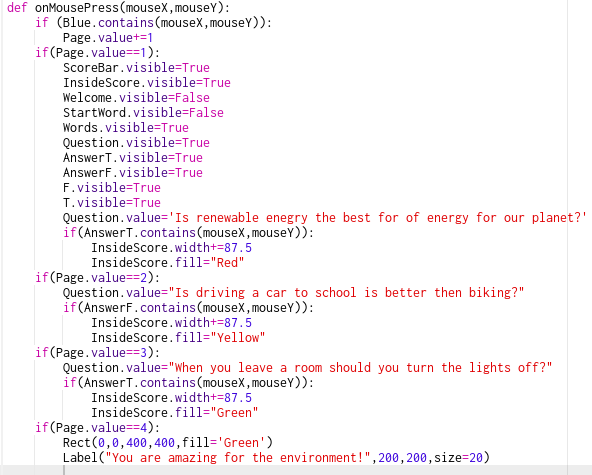 def onMousePress(mouseX,mouseY):
    if (Blue.contains(mouseX,mouseY)):
        Page.value+=1
    if(Page.value==1):
        ScoreBar.visible=True
        InsideScore.visible=True
        Welcome.visible=False
        StartWord.visible=False
        Words.visible=True
        Question.visible=True
        AnswerT.visible=True
        AnswerF.visible=True
        F.visible=True
        T.visible=True
        Question.value='Is renewable enegry the best for of energy for our planet?'
        if(AnswerT.contains(mouseX,mouseY)):
            InsideScore.width+=87.5
            InsideScore.fill="Red"
    if(Page.value==2):
        Question.value="Is driving a car to school is better then biking?"
        if(AnswerF.contains(mouseX,mouseY)):
            InsideScore.width+=87.5
            InsideScore.fill="Yellow"
    if(Page.value==3):
        Question.value="When you leave a room should you turn the lights off?"
        if(AnswerT.contains(mouseX,mouseY)):
            InsideScore.width+=87.5
            InsideScore.fill="Green"
    if(Page.value==4):
        Rect(0,0,400,400,fill='Green')
        Label("You are amazing for the environment!",200,200,size=20)